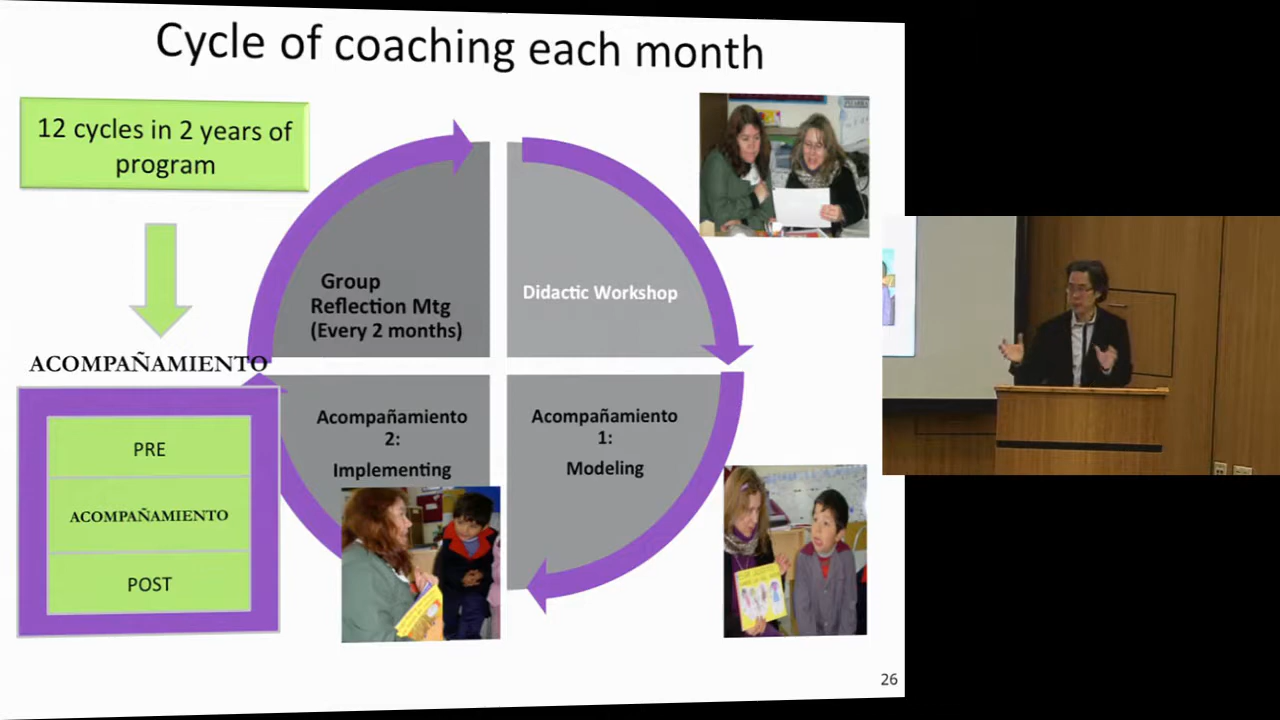 Cycle of coaching each month
12 cycles in 2 years of
program
Group
Reflection Mtg
(Every 2 months)
Didactic Workshop
ACOMPAÑAMIENTO
PRE
ACOMPAÑAMIENTO
POST
Acompañamiento
2:
Implementing
Acompañamiento
1:
Modeling
26